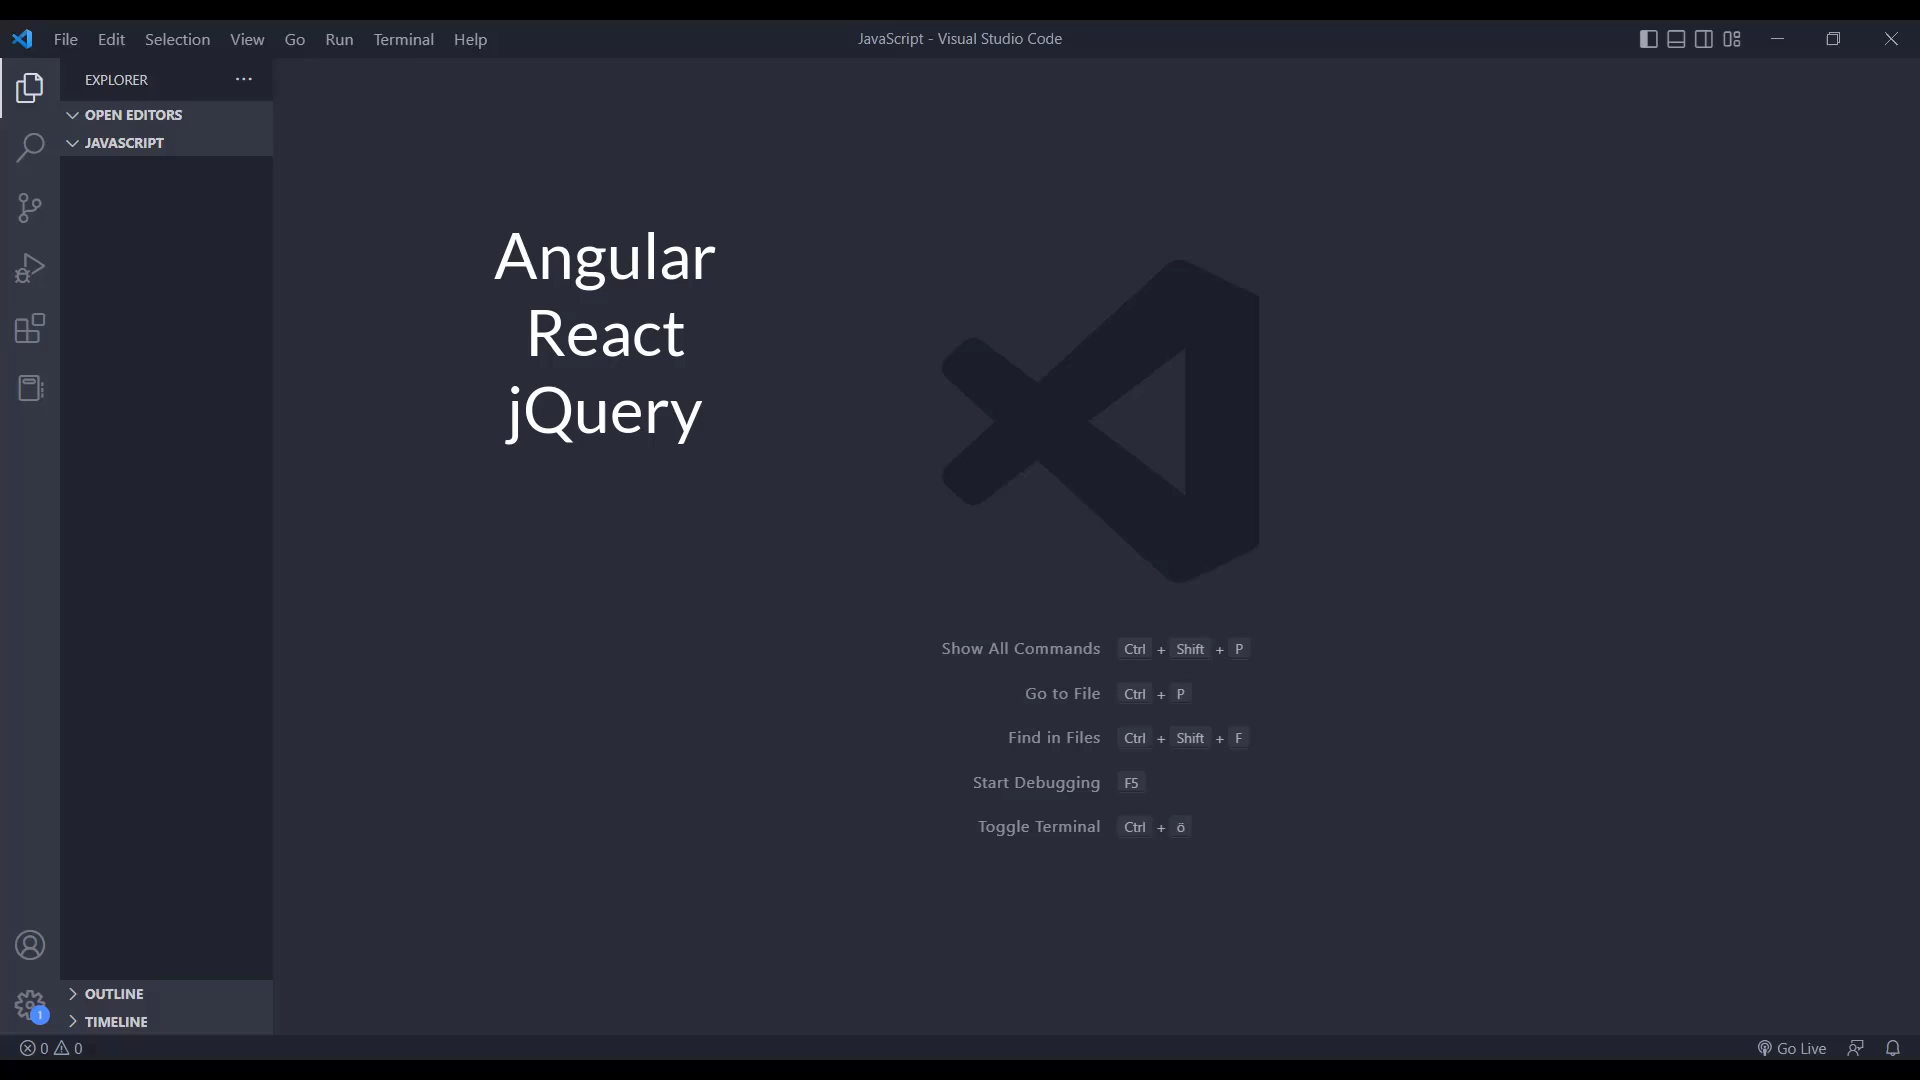 File Edit Selection View Go Run Terminal Help
JavaScript - Visual Studio Code
EXPLORER
OPEN EDITORS
JAVASCRIPT
Angular
React
jQuery
Show All Commands Ctrl + Shift + P
Go to File Ctrl + P
Find in Files Ctrl + Shift + F
Start Debugging F5
Toggle Terminal Ctrl + ö
OUTLINE
1
TIMELINE
0 0
Go Live